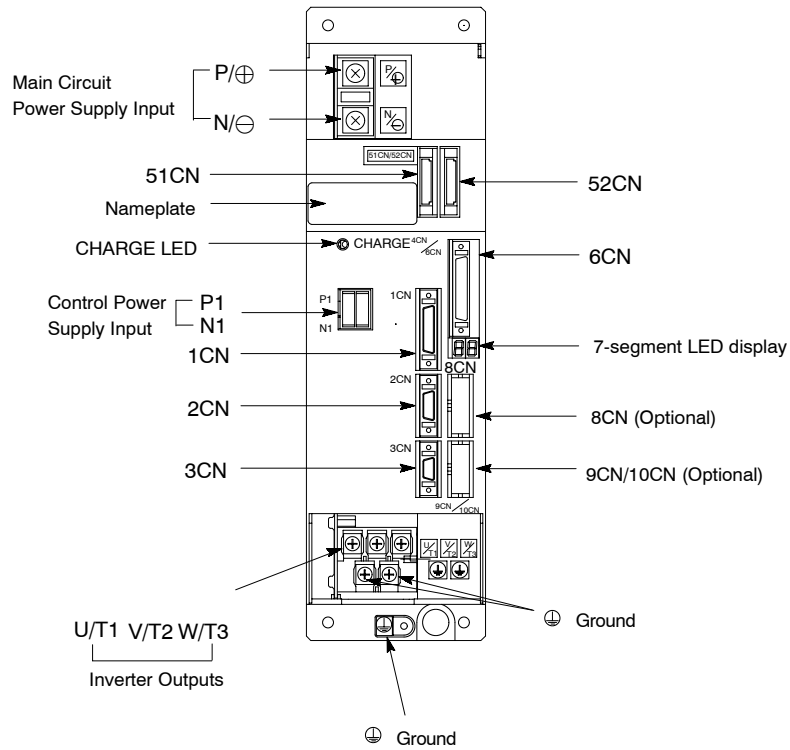 Main Circuit
Power Supply Input
P/⊕
N/⊖
P/⊕
N/⊖
51CN/52CN
51CN
52CN
Nameplate
CHARGE LED
CHARGE
4CN/6CN
6CN
Control Power
Supply Input
P1
N1
P1
N1
1CN
1CN
7-segment LED display
8CN
2CN
2CN
8CN (Optional)
3CN
3CN
9CN/10CN (Optional)
9CN/10CN
U/T1 V/T2 W/T3
Ground
U/T1 V/T2 W/T3
Inverter Outputs
Ground